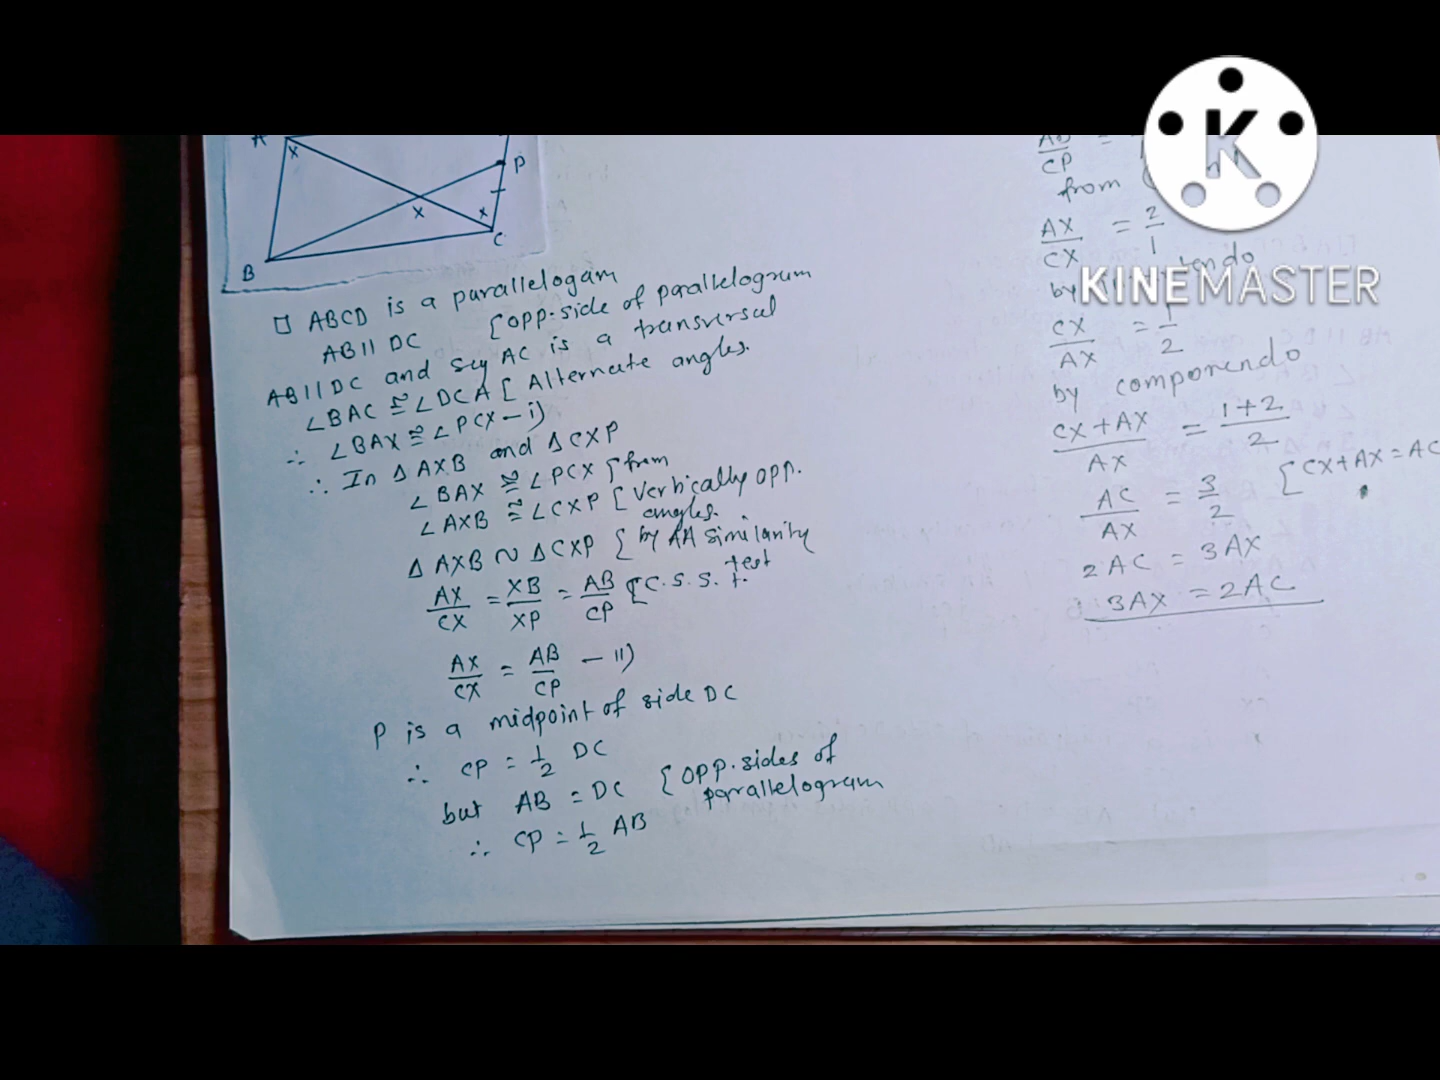 A
x
P
x
x
C
B
□ ABCD is a parallelogam
AB || DC [opp. side of parallelogram
AB || DC and seg AC is a transversal
∠BAC ≅ ∠DCA [Alternate angles.
∴ ∠BAX ≅ ∠PCX – i)
∴ In Δ AXB and Δ CXP
∠BAX ≅ ∠PCX [from
∠AXB ≅ ∠CXP [vertically opp. angles.
Δ AXB ~ Δ CXP [by AA similarity test
AX/CX = XB/XP = AB/CP [C.S.S.t.
AX/CX = AB/CP – II)
P is a midpoint of side DC
∴ CP = 1/2 DC
but AB = DC [opp. sides of parallelogram
∴ CP = 1/2 AB
AB/CP =
from
AX/CX = 2/1
by
CX/AX = 1/2
by componendo
CX+AX/AX = 1+2/2
AC/AX = 3/2 [CX+AX = AC
2AC = 3AX
3AX = 2AC
K
KINEMASTER